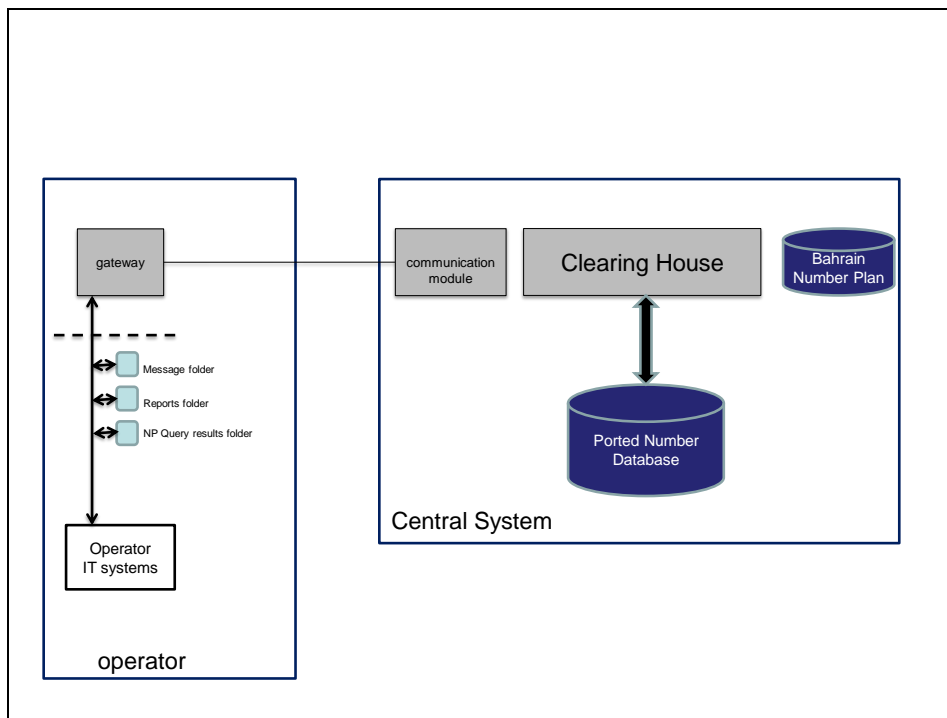 gateway
Message folder
Reports folder
NP Query results folder
Operator
IT systems
operator
communication
module
Clearing House
Bahrain
Number Plan
Ported Number
Database
Central System